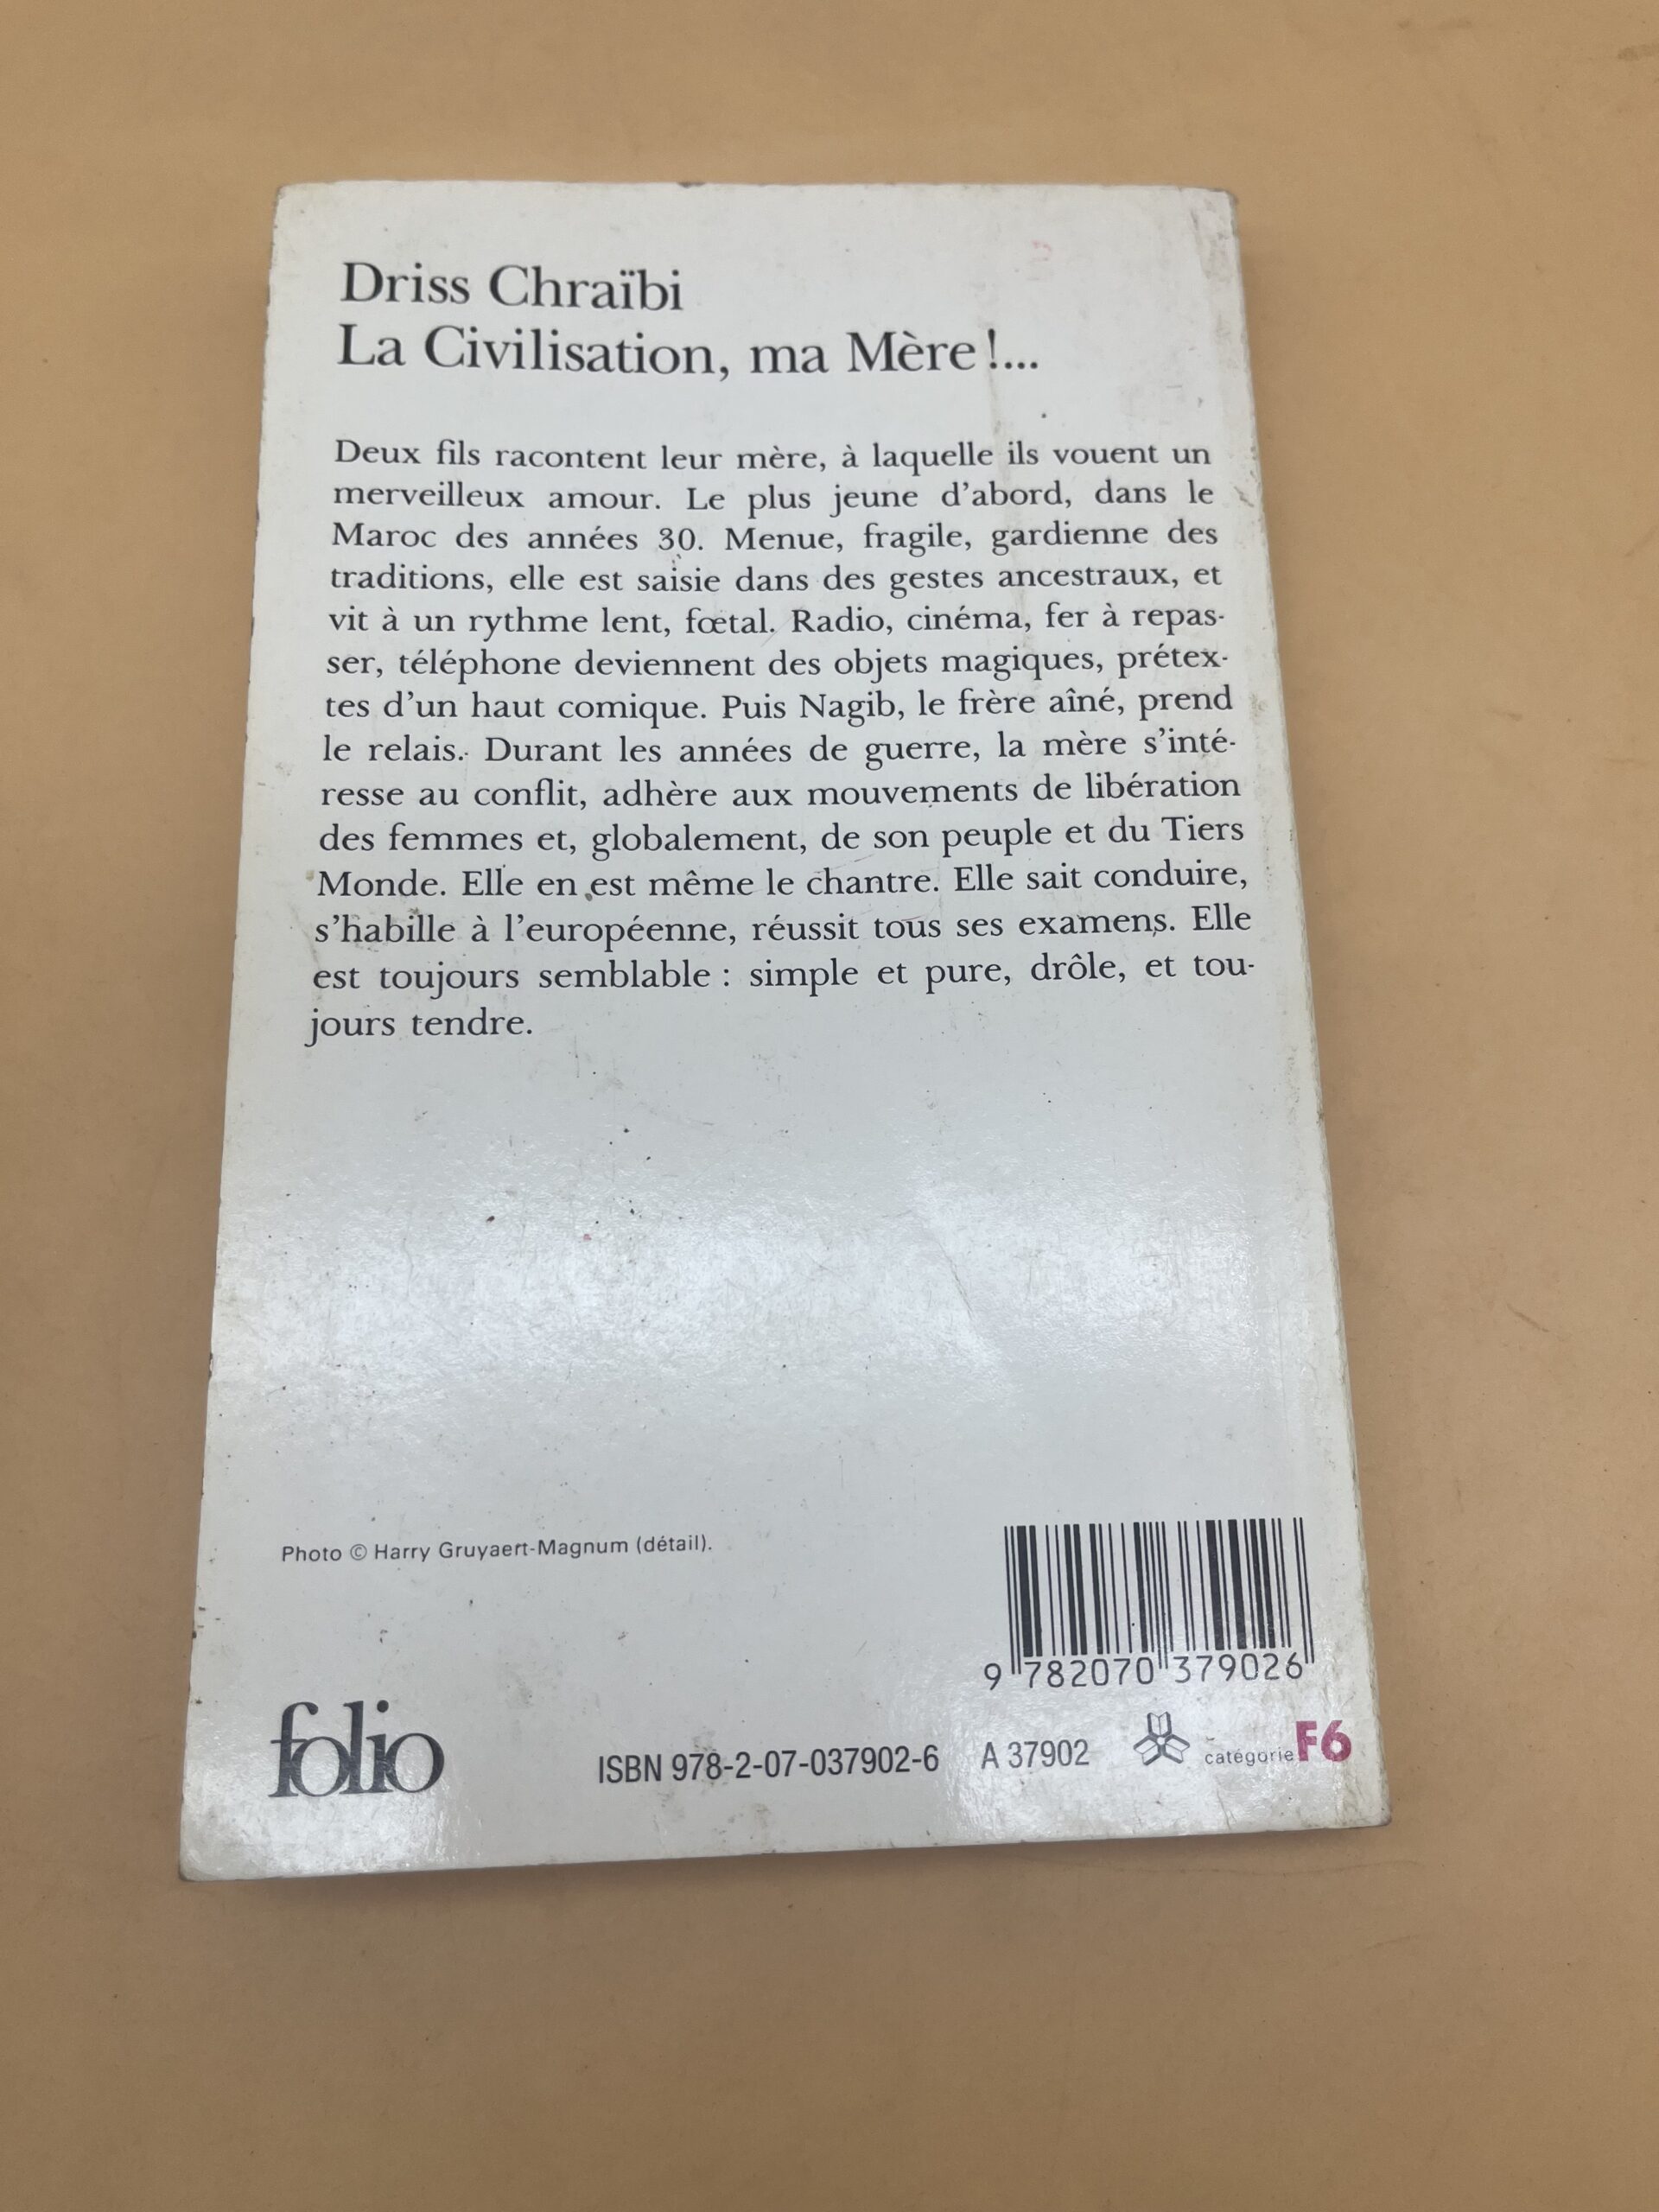 Driss Chraïbi
La Civilisation, ma Mère !...
Deux fils racontent leur mère, à laquelle ils vouent un
merveilleux amour. Le plus jeune d'abord, dans le
Maroc des années 30. Menue, fragile, gardienne des
traditions, elle est saisie dans des gestes ancestraux, et
vit à un rythme lent, fœtal. Radio, cinéma, fer à repas-
ser, téléphone deviennent des objets magiques, prétex-
tes d'un haut comique. Puis Nagib, le frère aîné, prend
le relais. Durant les années de guerre, la mère s'inté-
resse au conflit, adhère aux mouvements de libération
des femmes et, globalement, de son peuple et du Tiers
Monde. Elle en est même le chantre. Elle sait conduire,
s'habille à l'européenne, réussit tous ses examens. Elle
est toujours semblable : simple et pure, drôle, et tou-
jours tendre.
Photo © Harry Gruyaert-Magnum (détail).
9 782070 379026
folio
ISBN 978-2-07-037902-6 A 37902 catégorie F6